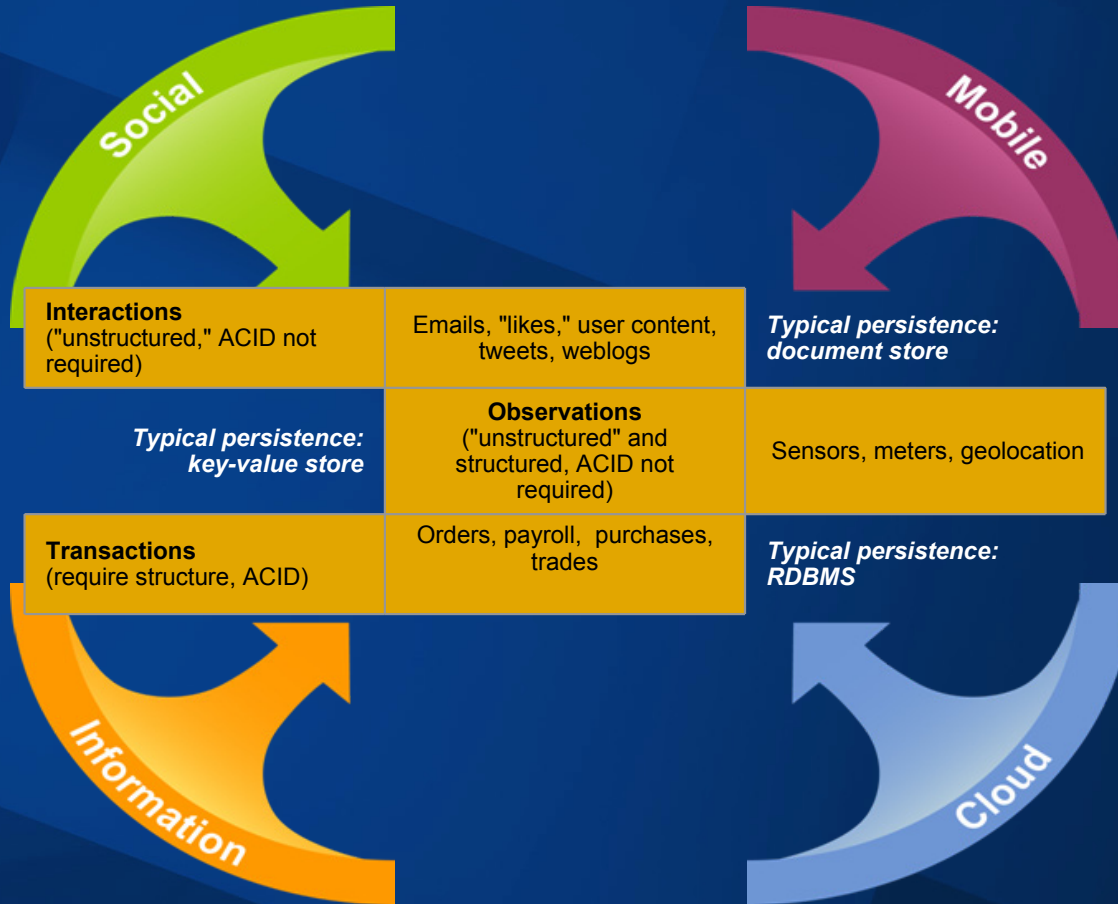 Social
Mobile
Interactions
("unstructured," ACID not
required)
Emails, "likes," user content,
tweets, weblogs
Typical persistence:
document store
Typical persistence:
key-value store
Observations
("unstructured" and
structured, ACID not
required)
Sensors, meters, geolocation
Transactions
(require structure, ACID)
Orders, payroll, purchases,
trades
Typical persistence:
RDBMS
Information
Cloud